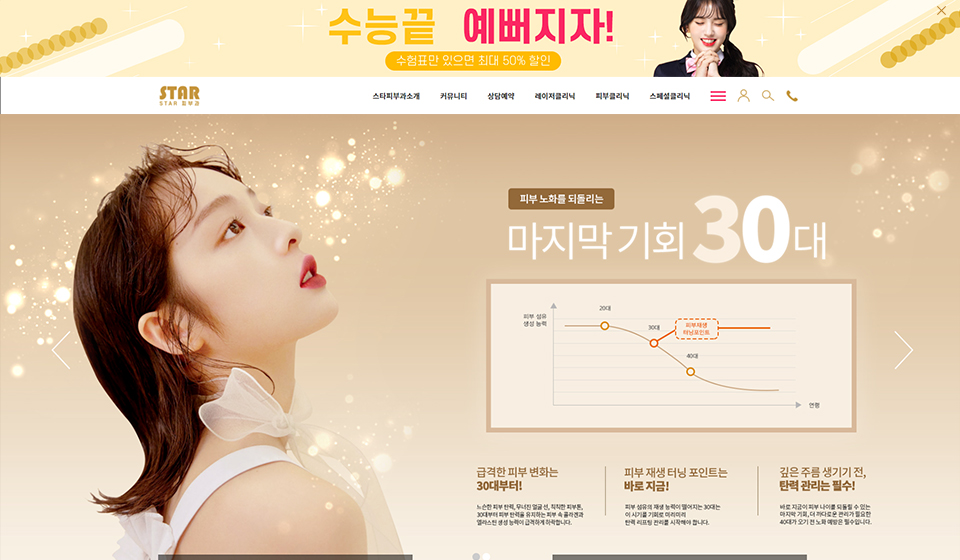 수능끝 예뻐지자!
수험표만 있으면 최대 50% 할인
STAR
STAR 피부과
스타피부과소개 커뮤니티 상담예약 레이저클리닉 피부클리닉 스페셜클리닉
피부 노화를 되돌리는
마지막 기회 30대
피부 섬유
생성 능력
20대
30대
피부재생
터닝포인트
40대
연령
급격한 피부 변화는
30대부터!
느슨한 피부 탄력, 무너진 얼굴 선, 칙칙한 피부톤,
30대부터 피부 탄력을 유지하는 피부 속 콜라겐과
엘라스틴 생성 능력이 급격하게 하락합니다.
피부 재생 터닝 포인트는
바로 지금!
피부 섬유의 재생 능력이 떨어지는 30대는
이 시기를 기회로 미리미리
탄력 리프팅 관리를 시작해야 합니다.
깊은 주름 생기기 전,
탄력 관리는 필수!
바로 지금이 피부 나이를 되돌릴 수 있는
마지막 기회, 더 까다로운 관리가 필요한
40대가 오기 전 노화 예방은 필수입니다.